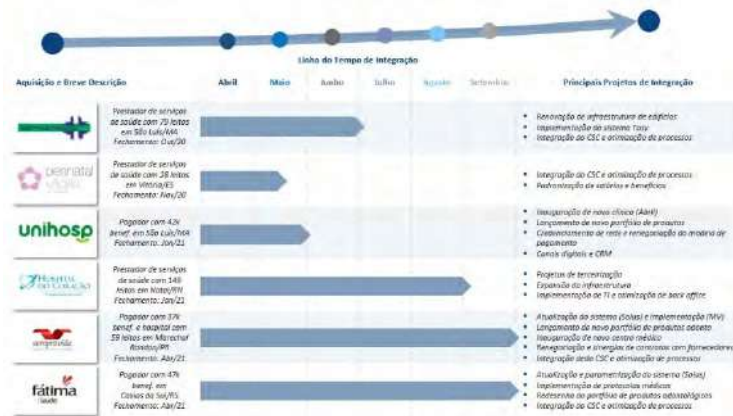 Linha do Tempo de Integração
Aquisição e Breve Descrição Abril Maio Junho Julho Agosto Setembro Principais Projetos de Integração
Prestador de serviços
de saúde com 75 leitos
em São Luís/MA
Fechamento: Out/20
Renovação de infraestrutura de edifícios
Implementação do sistema Tasy
Integração do CSC e otimização de processos
perinatal
Prestador de serviços
de saúde com 28 leitos
em Vitória/ES
Fechamento: Nov/20
Integração do CSC e otimização de processos
Padronização de salários e benefícios
unihosp
Pagador com 42k
benef. em São Luís/MA
Fechamento: Jan/21
Inauguração de nova clínica (Abril)
Lançamento de novo portfólio de produtos
Credenciamento de rede e renegociação do modelo de
pagamento
Canais digitais e CRM
HOSPITAL
DO CORAÇÃO
Prestador de serviços
de saúde com 148
leitos em Natal/RN
Fechamento: Jan/21
Projetos de terceirização
Expansão da infraestrutura
Implementação de TI e otimização de back office
Pagador com 37k
benef. e hospital com
59 leitos em Marechal
Rondon/PR
Fechamento: Abr/21
Atualização do sistema (Solus) e implementação (MV)
Lançamento de novo portfólio de produtos
Inauguração de novo centro médico
Renegociação e sinergias de contratos com fornecedores
Integração deste CSC e otimização de processos
fátima
saúde
Pagador com 47k
benef. em
Caxias do Sul/RS
Fechamento: Abr/21
Atualização e parametrização do sistema (Solus)
Implementação de protocolos médicos
Redesenho do portfólio de produtos odontológicos
Integração do CSC e otimização de processos